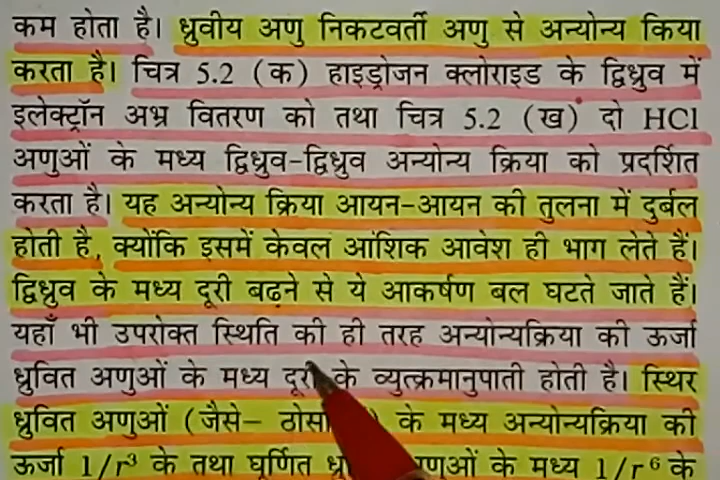 कम होता है। ध्रुवीय अणु निकटवर्ती अणु से अन्योन्य किया
करता है। चित्र 5.2 (क) हाइड्रोजन क्लोराइड के द्विध्रुव में
इलेक्ट्रॉन अभ्र वितरण को तथा चित्र 5.2 (ख) दो HCl
अणुओं के मध्य द्विध्रुव-द्विध्रुव अन्योन्य क्रिया को प्रदर्शित
करता है। यह अन्योन्य क्रिया आयन-आयन की तुलना में दुर्बल
होती है, क्योंकि इसमें केवल आंशिक आवेश ही भाग लेते हैं।
द्विध्रुव के मध्य दूरी बढ़ने से ये आकर्षण बल घटते जाते हैं।
यहाँ भी उपरोक्त स्थिति की ही तरह अन्योन्यक्रिया की ऊर्जा
ध्रुवित अणुओं के मध्य दूरी के व्युत्क्रमानुपाती होती है। स्थिर
ध्रुवित अणुओं (जैसे– के मध्य अन्योन्यक्रिया की
ऊर्जा 1/r³ के तथा घूर्णित के मध्य 1/r⁶ के